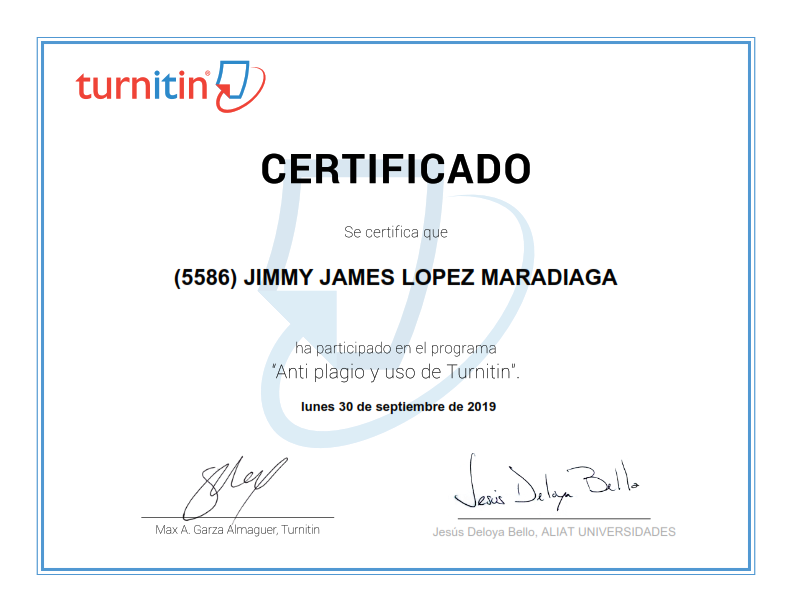 turnitin®
CERTIFICADO
Se certifica que
(5586) JIMMY JAMES LOPEZ MARADIAGA
ha participado en el programa
“Anti plagio y uso de Turnitin”.
lunes 30 de septiembre de 2019
Jesús Deloya Bello
Max A. Garza Almaguer, Turnitin
Jesús Deloya Bello, ALIAT UNIVERSIDADES